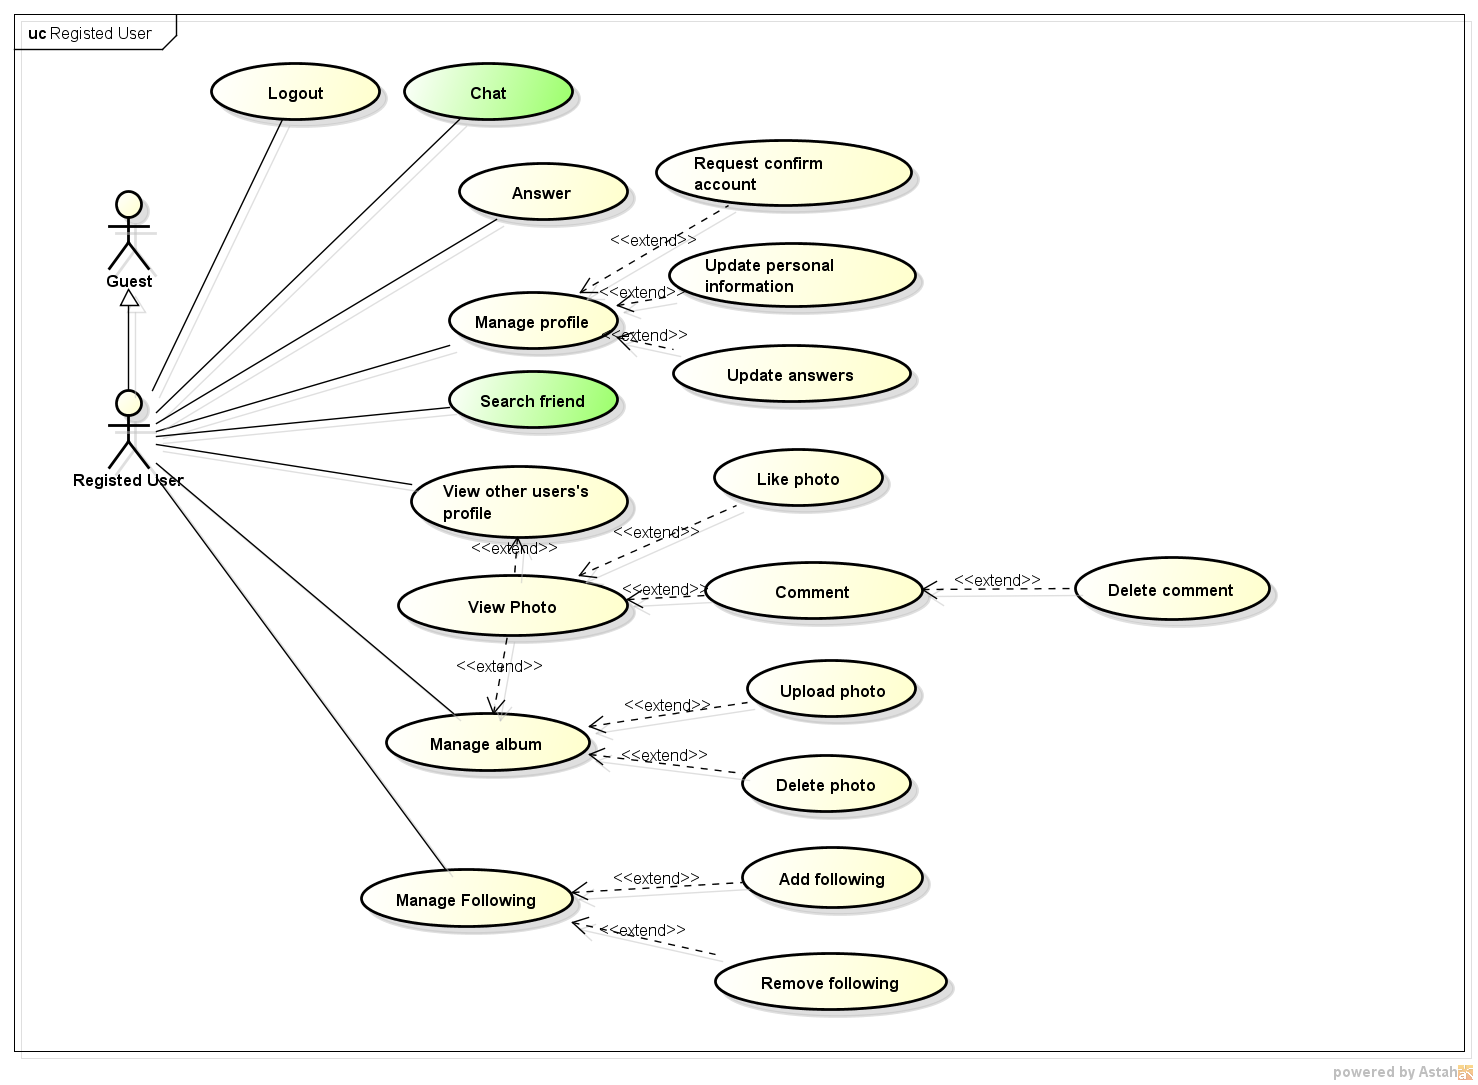 uc Registed User
Logout
Chat
Answer
Request confirm
account
<<extend>>
Guest
Update personal
information
<<extend>>
Manage profile
<<extend>>
Update answers
Search friend
Registed User
Like photo
View other users's
profile
<<extend>>
<<extend>>
View Photo
<<extend>>
Comment
<<extend>>
Delete comment
<<extend>>
Upload photo
<<extend>>
Manage album
<<extend>>
Delete photo
<<extend>>
Add following
Manage Following
<<extend>>
Remove following
powered by Astah